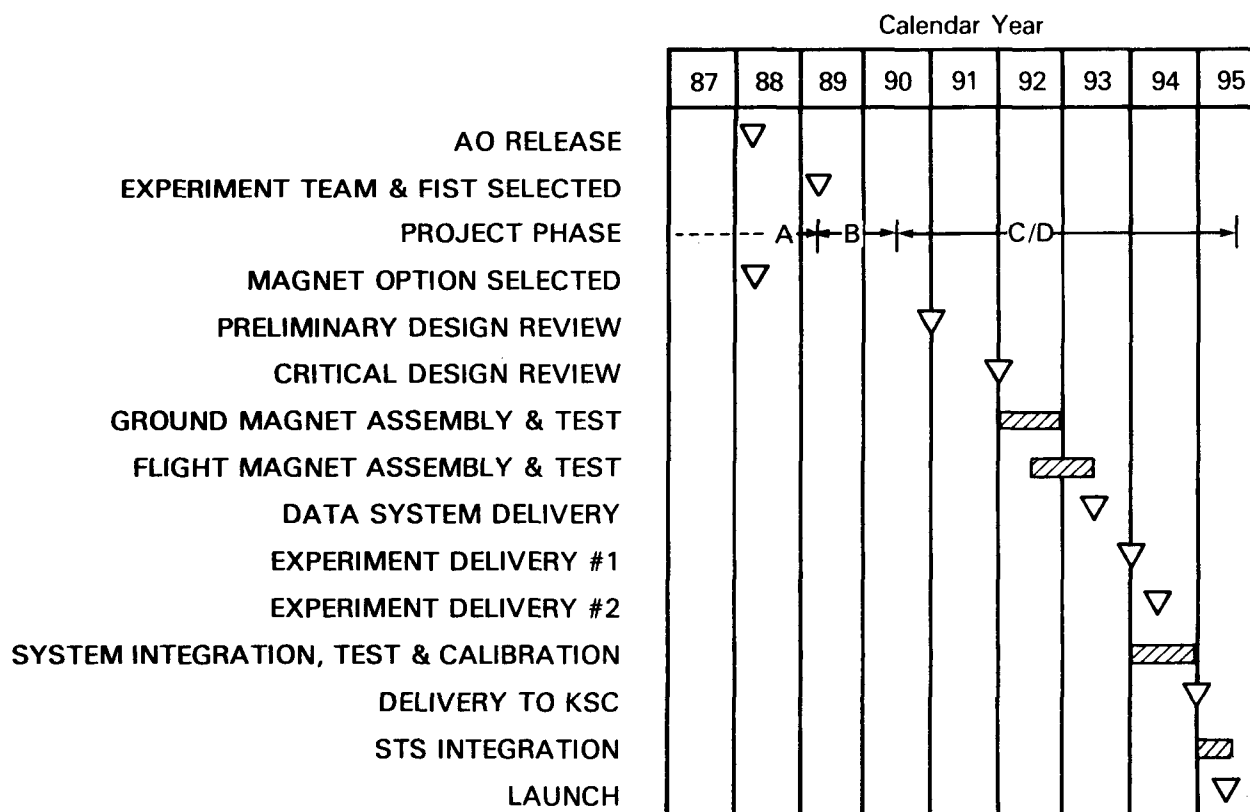 Calendar Year
87 88 89 90 91 92 93 94 95
AO RELEASE
EXPERIMENT TEAM & FIST SELECTED
PROJECT PHASE A B C/D
MAGNET OPTION SELECTED
PRELIMINARY DESIGN REVIEW
CRITICAL DESIGN REVIEW
GROUND MAGNET ASSEMBLY & TEST
FLIGHT MAGNET ASSEMBLY & TEST
DATA SYSTEM DELIVERY
EXPERIMENT DELIVERY #1
EXPERIMENT DELIVERY #2
SYSTEM INTEGRATION, TEST & CALIBRATION
DELIVERY TO KSC
STS INTEGRATION
LAUNCH